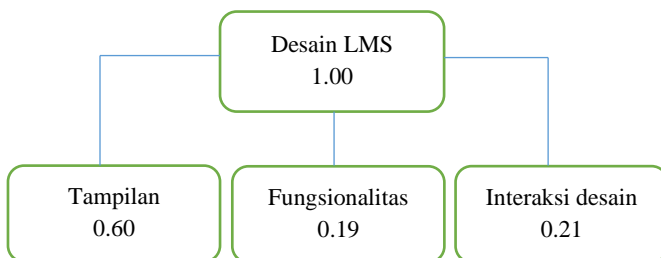 Desain LMS
1.00
Tampilan
0.60
Fungsionalitas
0.19
Interaksi desain
0.21